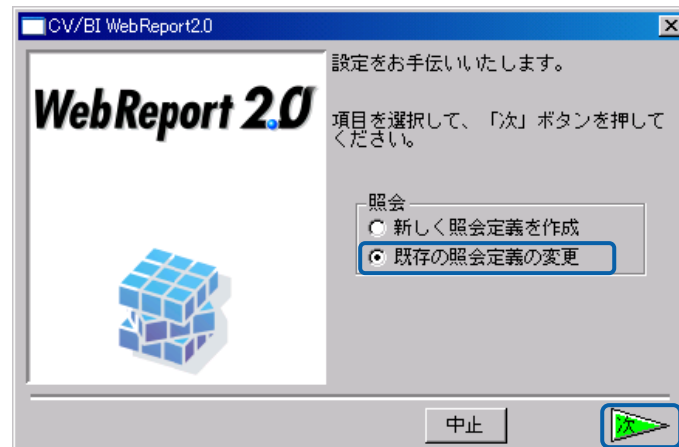 CV/BI WebReport2.0
WebReport 2.0
設定をお手伝いいたします。
項目を選択して、「次」ボタンを押して
ください。
照会
新しく照会定義を作成
既存の照会定義の変更
中止
次